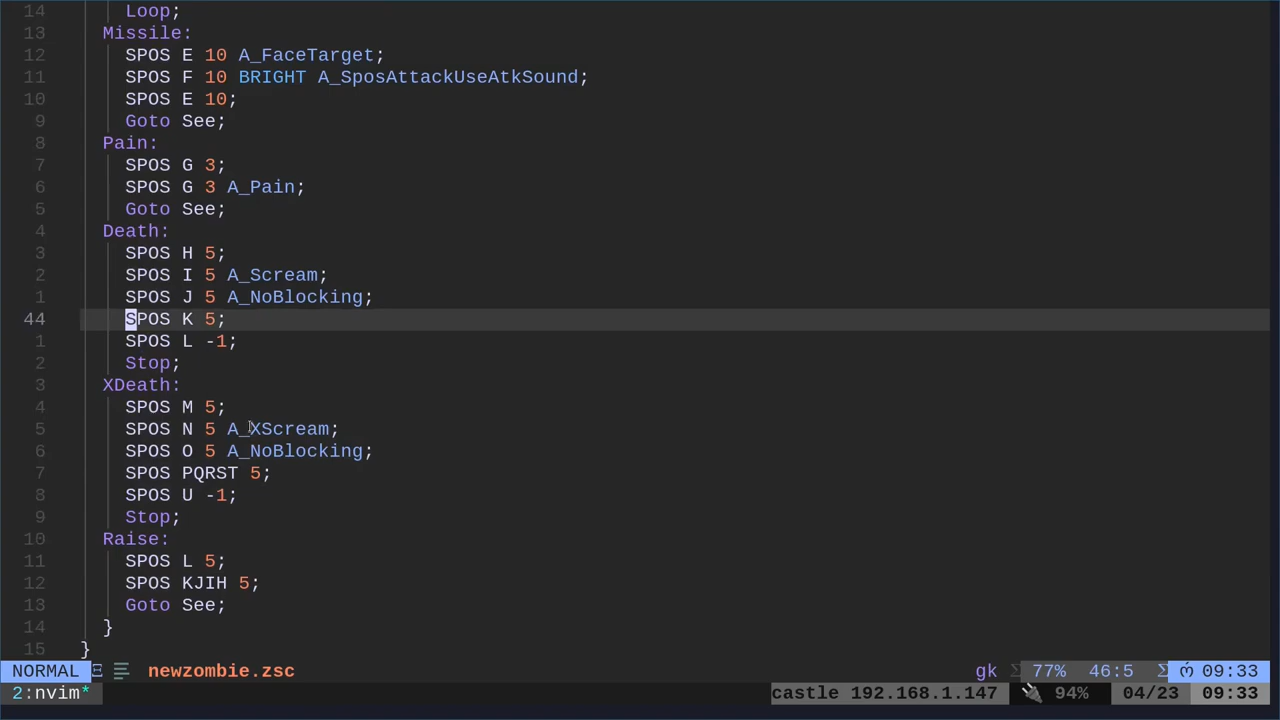 14 Loop;
13 Missile:
12 SPOS E 10 A_FaceTarget;
11 SPOS F 10 BRIGHT A_SposAttackUseAtkSound;
10 SPOS E 10;
9 Goto See;
8 Pain:
7 SPOS G 3;
6 SPOS G 3 A_Pain;
5 Goto See;
4 Death:
3 SPOS H 5;
2 SPOS I 5 A_Scream;
1 SPOS J 5 A_NoBlocking;
44 SPOS K 5;
1 SPOS L -1;
2 Stop;
3 XDeath:
4 SPOS M 5;
5 SPOS N 5 A_XScream;
6 SPOS O 5 A_NoBlocking;
7 SPOS PQRST 5;
8 SPOS U -1;
9 Stop;
10 Raise:
11 SPOS L 5;
12 SPOS KJIH 5;
13 Goto See;
14 }
15 }
NORMAL newzombie.zsc gk 77% 46:5 09:33
2:nvim* castle 192.168.1.147 94% 04/23 09:33